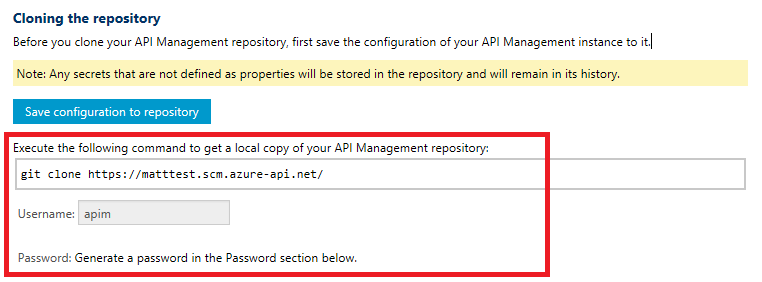 Cloning the repository
Before you clone your API Management repository, first save the configuration of your API Management instance to it.
Note: Any secrets that are not defined as properties will be stored in the repository and will remain in its history.
Save configuration to repository
Execute the following command to get a local copy of your API Management repository:
git clone https://matttest.scm.azure-api.net/
Username: apim
Password: Generate a password in the Password section below.